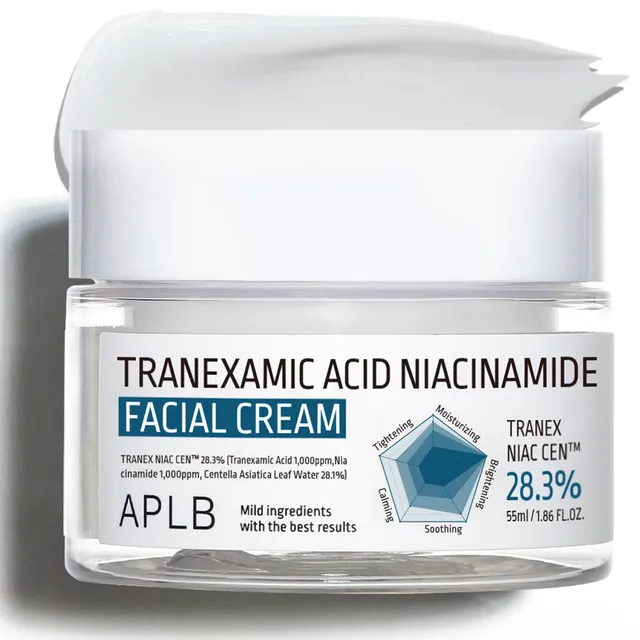 TRANEXAMIC ACID NIACINAMIDE
FACIAL CREAM
TRANEX NIAC CEN™ 28.3% (Tranexamic Acid 1,000ppm,Nia
cinamide 1,000ppm, Centella Asiatica Leaf Water 28.1%)
APLB
Mild ingredients
with the best results
Tightening
Moisturizing
Brightening
Soothing
Calming
TRANEX
NIAC CEN™
28.3%
55ml / 1.86 FL.OZ.